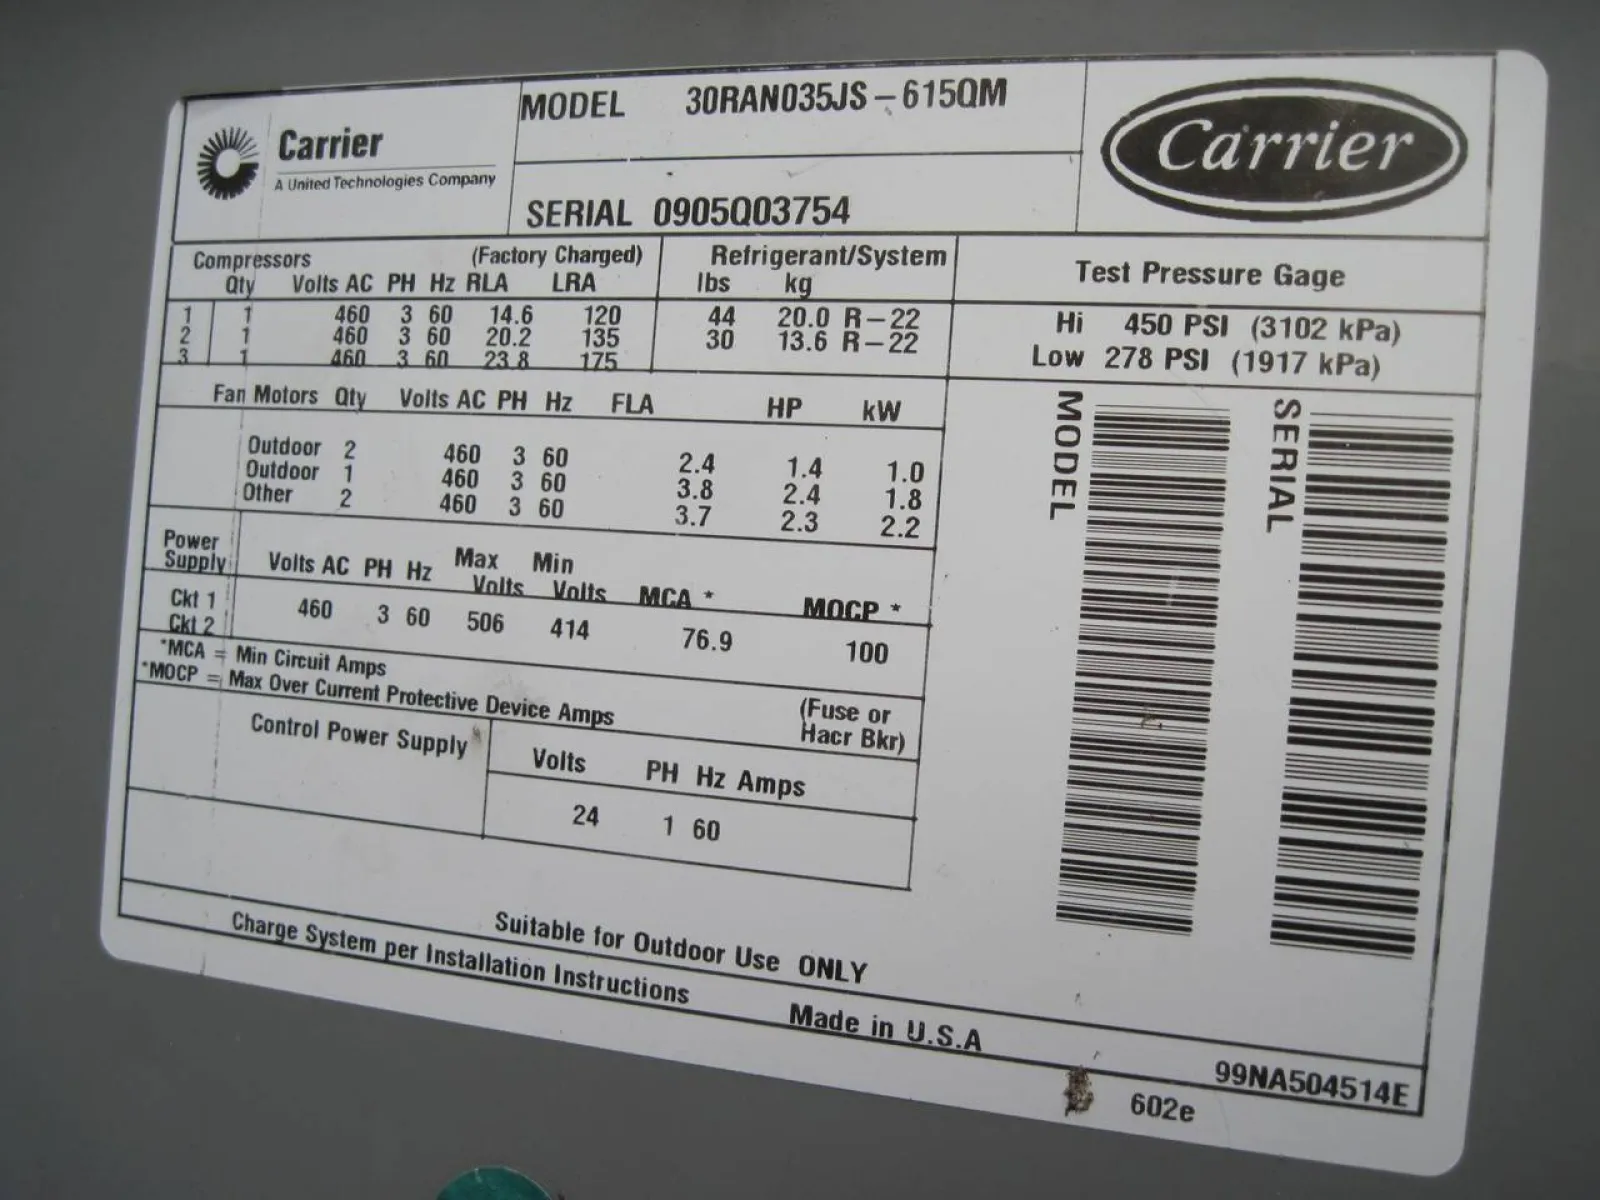 Carrier
A United Technologies Company
MODEL 30RAN035JS-615QM
SERIAL 0905Q03754
Carrier
Compressors (Factory Charged) Refrigerant/System
Qty Volts AC PH Hz RLA LRA lbs kg
1 1 460 3 60 14.6 120 44 20.0 R-22
2 1 460 3 60 20.2 135 30 13.6 R-22
3 1 460 3 60 23.8 175
Test Pressure Gage
Hi 450 PSI (3102 kPa)
Low 278 PSI (1917 kPa)
Fan Motors Qty Volts AC PH Hz FLA HP kW
Outdoor 2 460 3 60 2.4 1.4 1.0
Outdoor 1 460 3 60 3.8 2.4 1.8
Other 2 460 3 60 3.7 2.3 2.2
MODEL
SERIAL
Power
Supply Volts AC PH Hz Max Volts Min Volts MCA * MOCP *
Ckt 1 460 3 60 506 414 76.9 100
Ckt 2
*MCA = Min Circuit Amps
*MOCP = Max Over Current Protective Device Amps (Fuse or
Hacr Bkr)
Control Power Supply Volts PH Hz Amps
24 1 60
Suitable for Outdoor Use ONLY
Charge System per Installation Instructions
Made in U.S.A
99NA504514E
602e